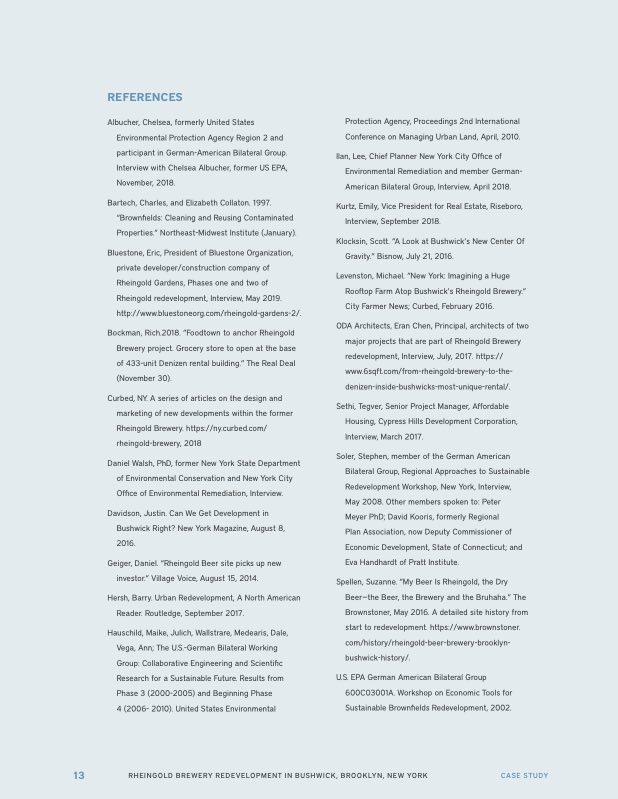 REFERENCES
Albucher, Chelsea, formerly United States
Environmental Protection Agency Region 2 and
participant in German-American Bilateral Group.
Interview with Chelsea Albucher, former US EPA,
November, 2018.
Bartech, Charles, and Elizabeth Collaton. 1997.
“Brownfields: Cleaning and Reusing Contaminated
Properties.” Northeast-Midwest Institute (January).
Bluestone, Eric, President of Bluestone Organization,
private developer/construction company of
Rheingold Gardens, Phases one and two of
Rheingold redevelopment, Interview, May 2019.
http://www.bluestoneorg.com/rheingold-gardens-2/.
Bockman, Rich.2018. “Foodtown to anchor Rheingold
Brewery project. Grocery store to open at the base
of 433-unit Denizen rental building.” The Real Deal
(November 30).
Curbed, NY. A series of articles on the design and
marketing of new developments within the former
Rheingold Brewery. https://ny.curbed.com/
rheingold-brewery, 2018
Daniel Walsh, PhD, former New York State Department
of Environmental Conservation and New York City
Office of Environmental Remediation, Interview.
Davidson, Justin. Can We Get Development in
Bushwick Right? New York Magazine, August 8,
2016.
Geiger, Daniel. “Rheingold Beer site picks up new
investor.” Village Voice, August 15, 2014.
Hersh, Barry. Urban Redevelopment, A North American
Reader. Routledge, September 2017.
Hauschild, Maike, Julich, Wallstrare, Medearis, Dale,
Vega, Ann; The U.S.-German Bilateral Working
Group: Collaborative Engineering and Scientific
Research for a Sustainable Future. Results from
Phase 3 (2000-2005) and Beginning Phase
4 (2006- 2010). United States Environmental
Protection Agency, Proceedings 2nd International
Conference on Managing Urban Land, April, 2010.
Ilan, Lee, Chief Planner New York City Office of
Environmental Remediation and member German-
American Bilateral Group, Interview, April 2018.
Kurtz, Emily, Vice President for Real Estate, Riseboro,
Interview, September 2018.
Klocksin, Scott. “A Look at Bushwick's New Center Of
Gravity.” Bisnow, July 21, 2016.
Levenston, Michael. “New York: Imagining a Huge
Rooftop Farm Atop Bushwick's Rheingold Brewery.”
City Farmer News; Curbed, February 2016.
ODA Architects, Eran Chen, Principal, architects of two
major projects that are part of Rheingold Brewery
redevelopment, Interview, July, 2017. https://
www.6sqft.com/from-rheingold-brewery-to-the-
denizen-inside-bushwicks-most-unique-rental/.
Sethi, Tegver, Senior Project Manager, Affordable
Housing, Cypress Hills Development Corporation,
Interview, March 2017.
Soler, Stephen, member of the German American
Bilateral Group, Regional Approaches to Sustainable
Redevelopment Workshop, New York, Interview,
May 2008. Other members spoken to: Peter
Meyer PhD; David Kooris, formerly Regional
Plan Association, now Deputy Commissioner of
Economic Development, State of Connecticut; and
Eva Handhardt of Pratt Institute.
Spellen, Suzanne. “My Beer Is Rheingold, the Dry
Beer—the Beer, the Brewery and the Bruhaha.” The
Brownstoner, May 2016. A detailed site history from
start to redevelopment. https://www.brownstoner.
com/history/rheingold-beer-brewery-brooklyn-
bushwick-history/.
U.S. EPA German American Bilateral Group
600C03001A. Workshop on Economic Tools for
Sustainable Brownfields Redevelopment, 2002.
13 RHEINGOLD BREWERY REDEVELOPMENT IN BUSHWICK, BROOKLYN, NEW YORK CASE STUDY